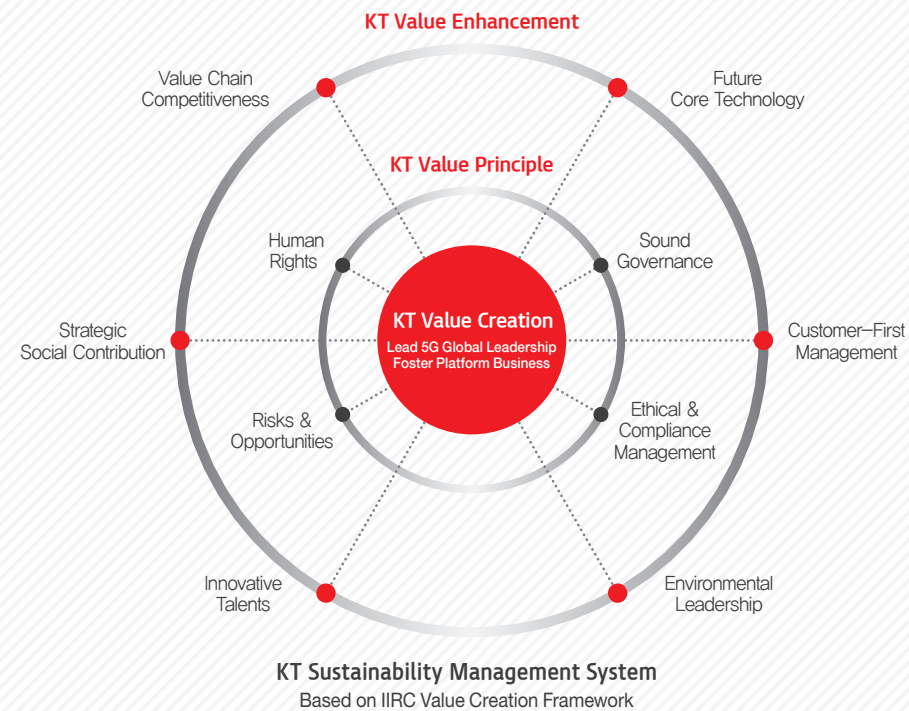 KT Value Enhancement
Value Chain
Competitiveness
Future
Core Technology
KT Value Principle
Human
Rights
Sound
Governance
KT Value Creation
Lead 5G Global Leadership
Foster Platform Business
Strategic
Social Contribution
Customer-First
Management
Risks &
Opportunities
Ethical &
Compliance
Management
Innovative
Talents
Environmental
Leadership
KT Sustainability Management System
Based on IIRC Value Creation Framework